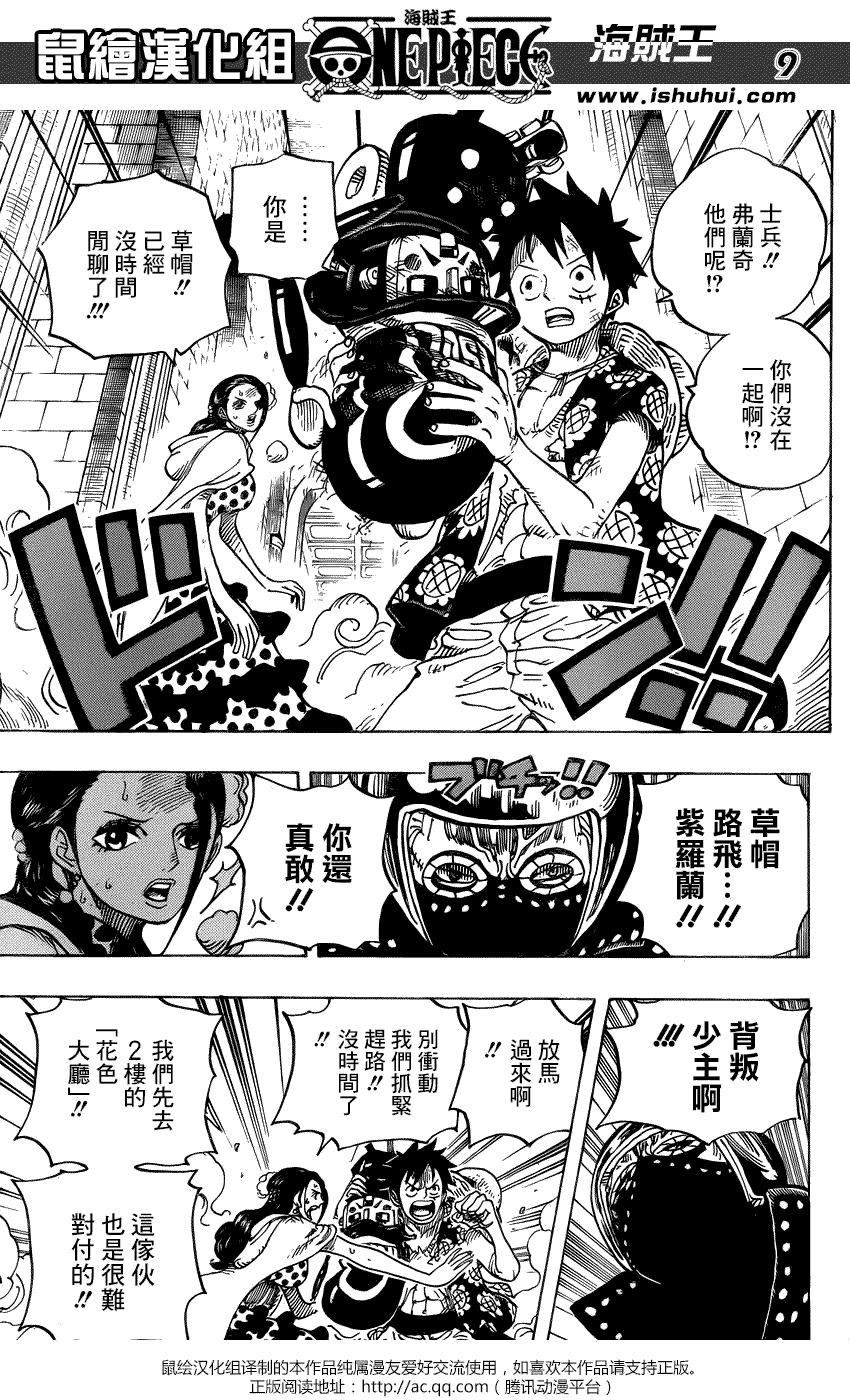 鼠繪漢化組
海賊王
ONE PIECE
海賊王
9
www.ishuhui.com
士兵!!
弗蘭奇
他們呢!?
你們沒在
一起啊!?
……
你是
草帽!!
已經
沒時間
閒聊了!!!
ドン!!
草帽
路飛…!!
紫羅蘭!!
ブチッ!!
你還
真敢!!
背叛
少主啊
!!!
放馬
過來啊
!!
別衝動
我們抓緊
趕路!!
沒時間了
!!
我們先去
2樓的
「花色
大廳」!!
這傢伙
也是很難
對付的!!
鼠绘汉化组译制的本作品纯属漫友爱好交流使用，如喜欢本作品请支持正版。
正版阅读地址：http://ac.qq.com（腾讯动漫平台）